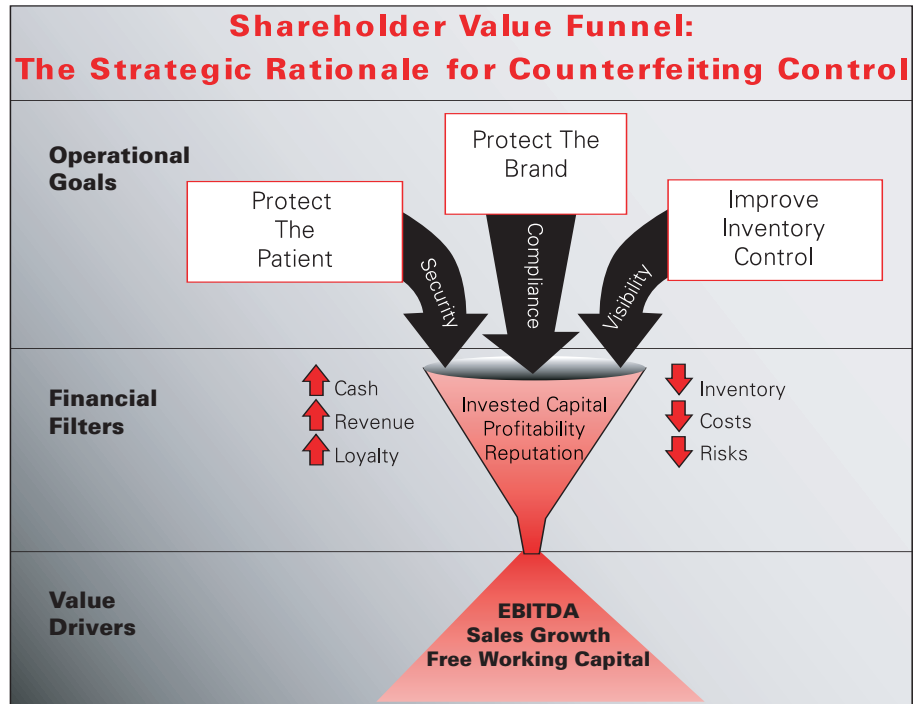 Shareholder Value Funnel:
The Strategic Rationale for Counterfeiting Control
Operational
Goals
Protect
The
Patient
Protect The
Brand
Improve
Inventory
Control
Security
Compliance
Visibility
Financial
Filters
Cash
Revenue
Loyalty
Invested Capital
Profitability
Reputation
Inventory
Costs
Risks
Value
Drivers
EBITDA
Sales Growth
Free Working Capital